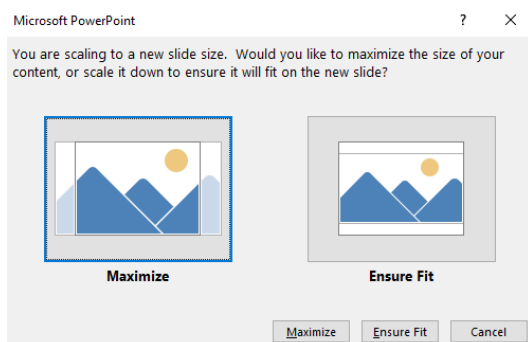 Microsoft PowerPoint ? ×
You are scaling to a new slide size. Would you like to maximize the size of your
content, or scale it down to ensure it will fit on the new slide?
Maximize Ensure Fit
Maximize Ensure Fit Cancel